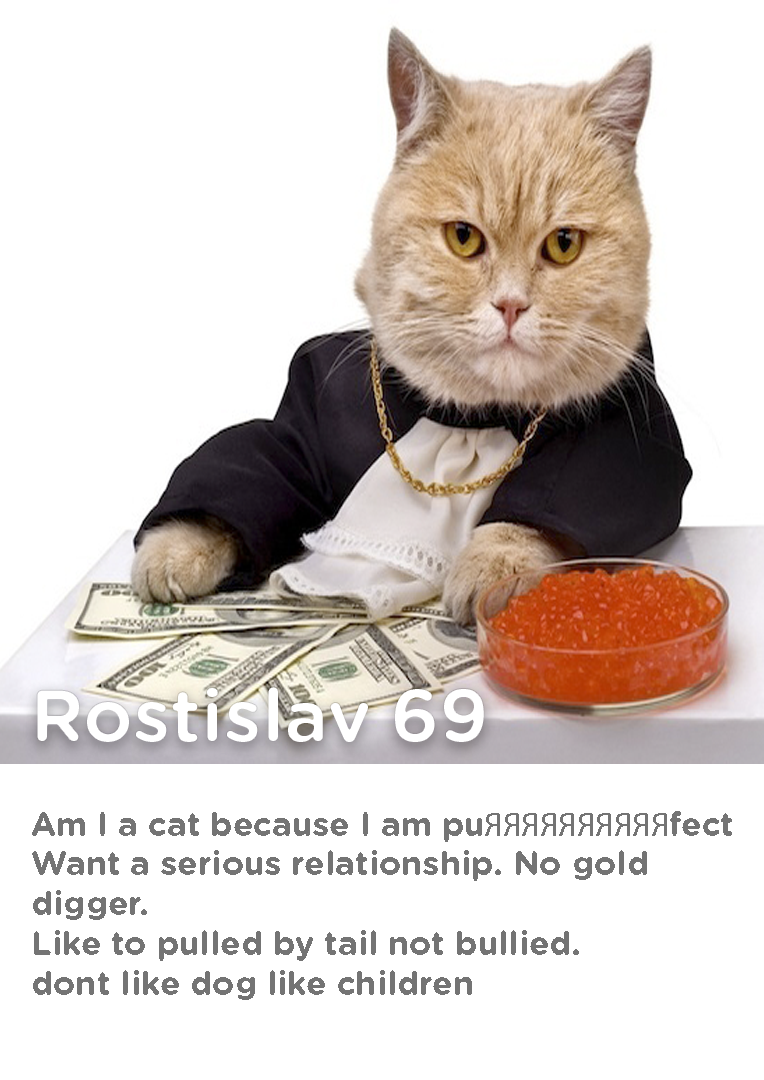 Rostislav 69
Am I a cat because I am puЯЯЯЯЯЯЯЯЯЯfect
Want a serious relationship. No gold
digger.
Like to pulled by tail not bullied.
dont like dog like children